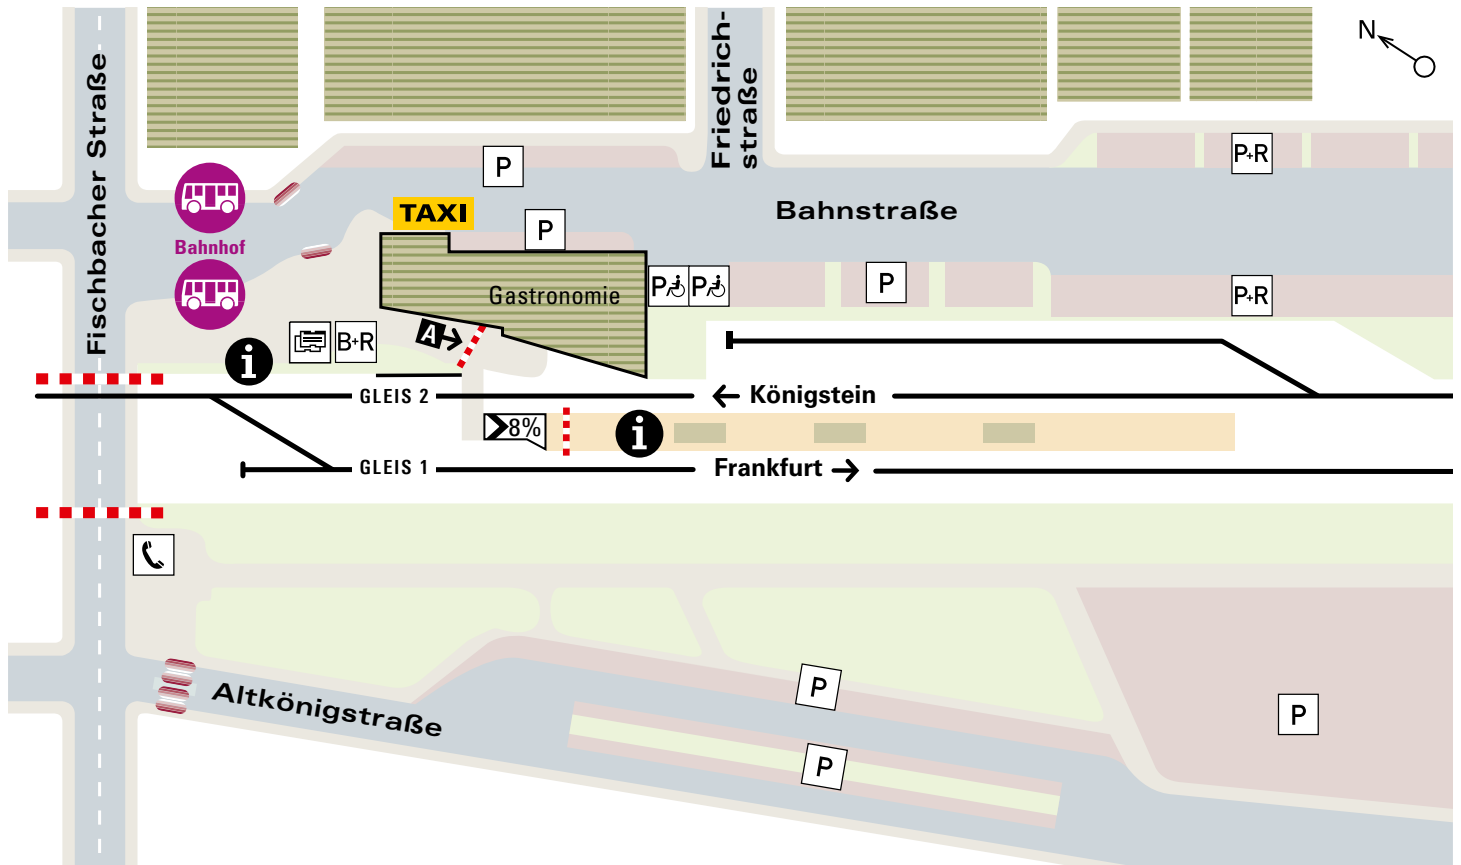 Fischbacher Straße
Friedrich-
straße
N
P
P+R
TAXI
Bahnstraße
P
Bahnhof
Gastronomie
P
P
P
P+R
A
B+R
i
GLEIS 2
Königstein
8%
i
GLEIS 1
Frankfurt
Altkönigstraße
P
P
P